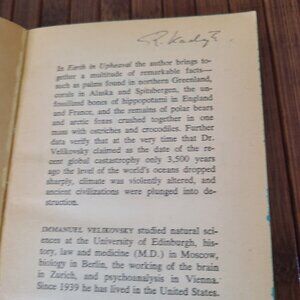 In Earth in Upheaval the author brings to-
gether a multitude of remarkable facts—
such as palms found in northern Greenland,
corals in Alaska and Spitsbergen, the un-
fossilized bones of hippopotami in England
and France, and the remains of polar bears
and arctic foxes crushed together in one
mass with ostriches and crocodiles. Further
data verify that at the very time that Dr.
Velikovsky claimed as the date of the re-
cent global castastrophy only 3,500 years
ago the level of the world's oceans dropped
sharply, climate was violently altered, and
ancient civilizations were plunged into de-
struction.
IMMANUEL VELIKOVSKY studied natural sci-
ences at the University of Edinburgh, his-
tory, law and medicine (M.D.) in Moscow,
biology in Berlin, the working of the brain
in Zurich, and psychoanalysis in Vienna.
Since 1939 he has lived in the United States.